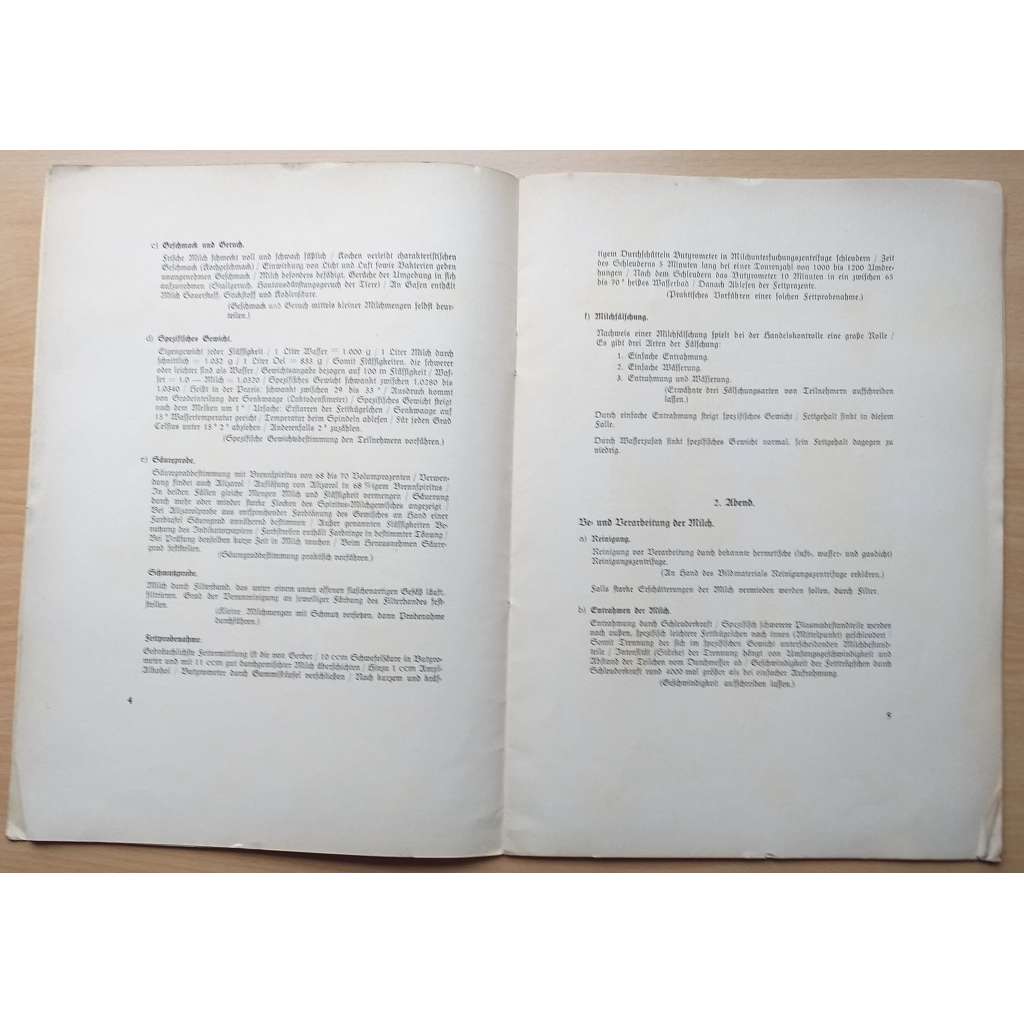 c) Geschmack und Geruch.
Frische Milch schmeckt voll und schwach süßlich / Kochen verleiht charakteristischen
Geschmack (Kochgeschmack) / Einwirkung von Licht und Luft sowie Bakterien geben
unangenehmen Geschmack / Milch besonders befähigt, Gerüche der Umgebung in sich
aufzunehmen (Stallgeruch, Hautausdünstungsgeruch der Tiere) / An Gasen enthält
Milch Sauerstoff, Stickstoff und Kohlensäure.
(Geschmack und Geruch mittels kleiner Milchmengen selbst beur-
teilen.)
d) Spezifisches Gewicht.
Eigengewicht jeder Flüssigkeit / 1 Liter Wasser = 1.000 g / 1 Liter Milch durch
schnittlich = 1.032 g / 1 Liter Oel = 833 g / Somit Flüssigkeiten, die schwerer
oder leichter sind als Wasser / Gewichtsangabe bezogen auf 100 m Flüssigkeit / Was-
ser = 1.0 — Milch = 1.0320 / Spezifisches Gewicht schwankt zwischen 1.0280 bis
1.0340 / Heißt in der Praxis: schwankt zwischen 29 bis 33 ° / Ausdruck kommt
von Gradeinteilung der Senkwaage (Laktodensimeter) / Spezifisches Gewicht steigt
nach dem Melken um 1 ° / Ursache: Erstarren der Fettkügelchen / Senkwaage auf
15 ° Wassertemperatur geeicht / Temperatur beim Spindeln ablesen / Für jeden Grad
Celsius unter 15 ° 2 ° abziehen / Anderenfalls 2 ° zuzählen.
(Spezifische Gewichtsbestimmung den Teilnehmern vorführen.)
e) Säureprobe.
Säuregradbestimmung mit Brennspiritus von 68 bis 70 Volumprozenten / Verwen-
dung findet auch Alizarol / Auflösung von Alizarol in 68 %igem Brennspiritus /
In beiden Fällen gleiche Mengen Milch und Flüssigkeit vermengen / Säuerung
durch mehr oder minder starke Flocken des Spiritus-Milchgemisches angezeigt /
Bei Alizarolprobe aus entsprechender Farbtönung des Gemisches an Hand einer
Farbtafel Säuregrad annähernd bestimmen / Außer genannten Flüssigkeiten Be-
nutzung des Indikatorpapiers / Farbstreifen enthält Farbringe in bestimmter Tönung /
Bei Prüfung denselben kurze Zeit in Milch tauchen / Beim Herausnehmen Säure-
grad feststellen.
(Säuregradbestimmung praktisch vorführen.)
Schmutzprobe.
Milch durch Filterstand, das unter einem unten offenen flaschenartigen Gefäß läuft,
filtrieren. Grad der Verunreinigung an jeweiliger Färbung des Filterbandes fest-
stellen.
(Kleine Milchmengen mit Schmutz versehen, dann Probenahme
durchführen.)
Fettprobenahme.
Gebräuchlichste Fettermittlung ist die von Gerber / 10 ccm Schwefelsäure in Butyro-
meter und mit 11 ccm gut durchgemischter Milch überschichten / Hinzu 1 ccm Amyl-
Alkohol / Butyrometer durch Gummistöpfel verschließen / Nach kurzem und kräf-
4
tigem Durchschütteln Butyrometer in Milchuntersuchungszentrifuge schleudern / Zeit
des Schleuderns 5 Minuten lang bei einer Tourenzahl von 1000 bis 1200 Umdre-
hungen / Nach dem Schleudern das Butyrometer 10 Minuten in ein zwischen 65
bis 70 ° heißes Wasserbad / Danach Ablesen der Fettprozente.
(Praktisches Vorführen einer solchen Fettprobenahme.)
f) Milchfälschung.
Nachweis einer Milchfälschung spielt bei der Handelskontrolle eine große Rolle /
Es gibt drei Arten der Fälschung:
1. Einfache Entrahmung.
2. Einfache Wässerung.
3. Entrahmung und Wässerung.
(Erwähnte drei Fälschungsarten von Teilnehmern aufschreiben
lassen.)
Durch einfache Entrahmung steigt spezifisches Gewicht / Fettgehalt sinkt in diesem
Falle.
Durch Wasserzusatz sinkt spezifisches Gewicht normal, sein Fettgehalt dagegen zu
niedrig.
2. Abend.
Be- und Verarbeitung der Milch.
a) Reinigung.
Reinigung vor Verarbeitung durch bekannte hermetische (luft-, wasser- und gasdicht)
Reinigungszentrifuge.
(An Hand des Bildmaterials Reinigungszentrifuge erklären.)
Falls starke Erschütterungen der Milch vermieden werden sollen, durch Filter.
b) Entrahmen der Milch.
Entrahmung durch Schleuderkraft / Spezifisch schwerere Plasmabestandteile werden
nach außen, spezifisch leichtere Fettkügelchen nach innen (Mittelpunkt) geschleudert /
Somit Trennung der sich im spezifischen Gewicht unterscheidenden Milchbestand-
teile / Intensität (Stärke) der Trennung hängt von Umfangsgeschwindigkeit und
Abstand der Teilchen vom Durchmesser ab / Geschwindigkeit der Fetttröpfchen durch
Schleuderkraft rund 4000 mal größer als bei einfacher Aufrahmung.
(Geschwindigkeit aufschreiben lassen.)
5